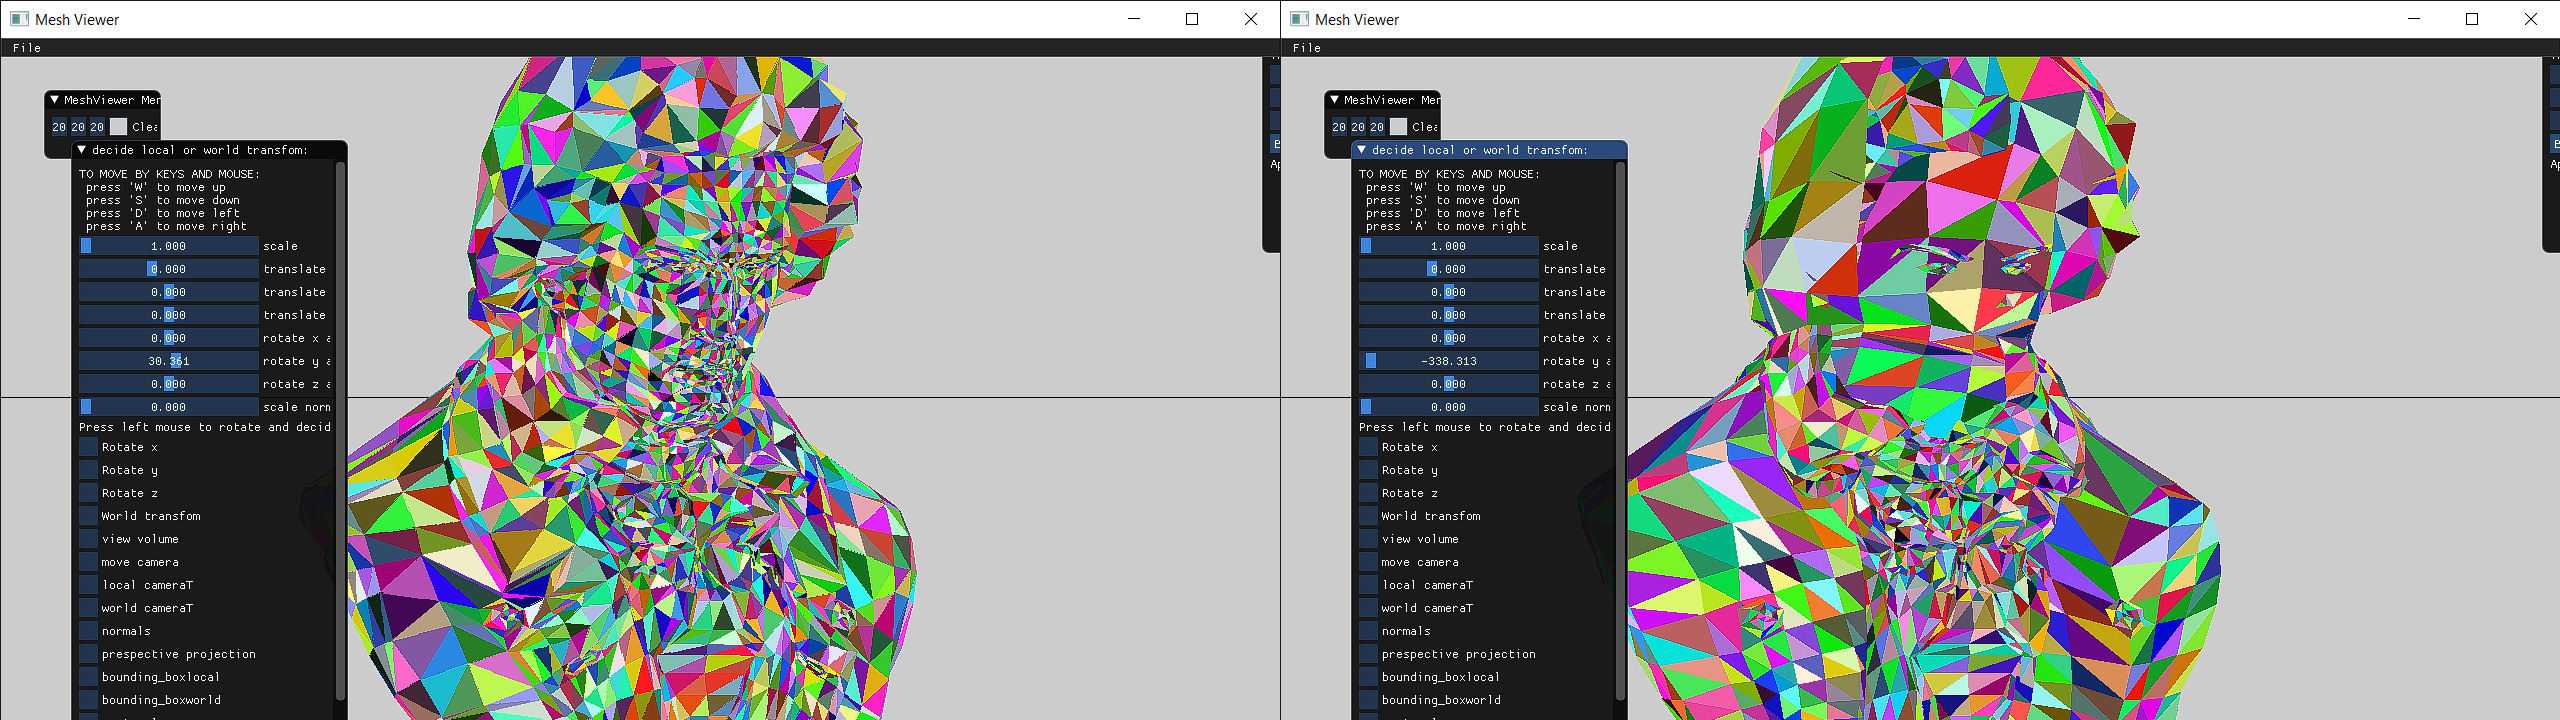 Mesh Viewer
File
MeshViewer Mer
20 20 20 Clea
decide local or world transfom:
TO MOVE BY KEYS AND MOUSE:
press 'W' to move up
press 'S' to move down
press 'D' to move left
press 'A' to move right
1.000 scale
0.000 translate
0.000 translate
0.000 translate
0.000 rotate x a
30.361 rotate y a
0.000 rotate z a
0.000 scale norm
Press left mouse to rotate and decid
Rotate x
Rotate y
Rotate z
World transfom
view volume
move camera
local cameraT
world cameraT
normals
prespective projection
bounding_boxlocal
bounding_boxworld
B
Ap
Mesh Viewer
File
MeshViewer Mer
20 20 20 Clea
decide local or world transfom:
TO MOVE BY KEYS AND MOUSE:
press 'W' to move up
press 'S' to move down
press 'D' to move left
press 'A' to move right
1.000 scale
0.000 translate
0.000 translate
0.000 translate
0.000 rotate x a
-338.313 rotate y a
0.000 rotate z a
0.000 scale norm
Press left mouse to rotate and decid
Rotate x
Rotate y
Rotate z
World transfom
view volume
move camera
local cameraT
world cameraT
normals
prespective projection
bounding_boxlocal
bounding_boxworld
B
Ap